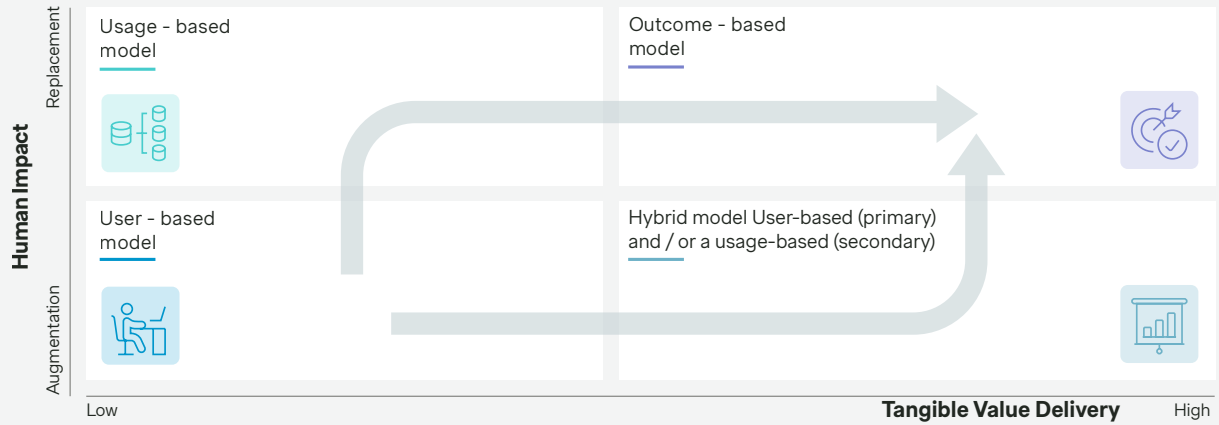 Human Impact
Replacement
Augmentation
Usage - based
model
Outcome - based
model
User - based
model
Hybrid model User-based (primary)
and / or a usage-based (secondary)
Low
Tangible Value Delivery
High